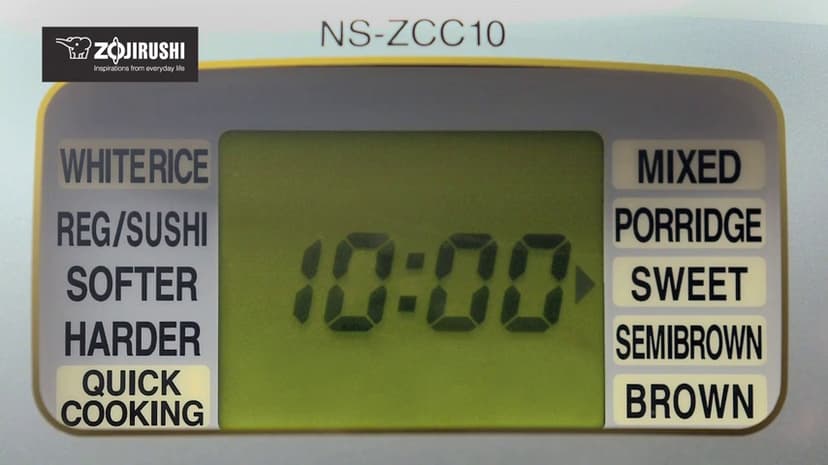 NS-ZCC10
ZOJIRUSHI
Inspirations from everyday life
WHITE RICE
REG/SUSHI
SOFTER
HARDER
QUICK
COOKING
10:00
MIXED
PORRIDGE
SWEET
SEMIBROWN
BROWN